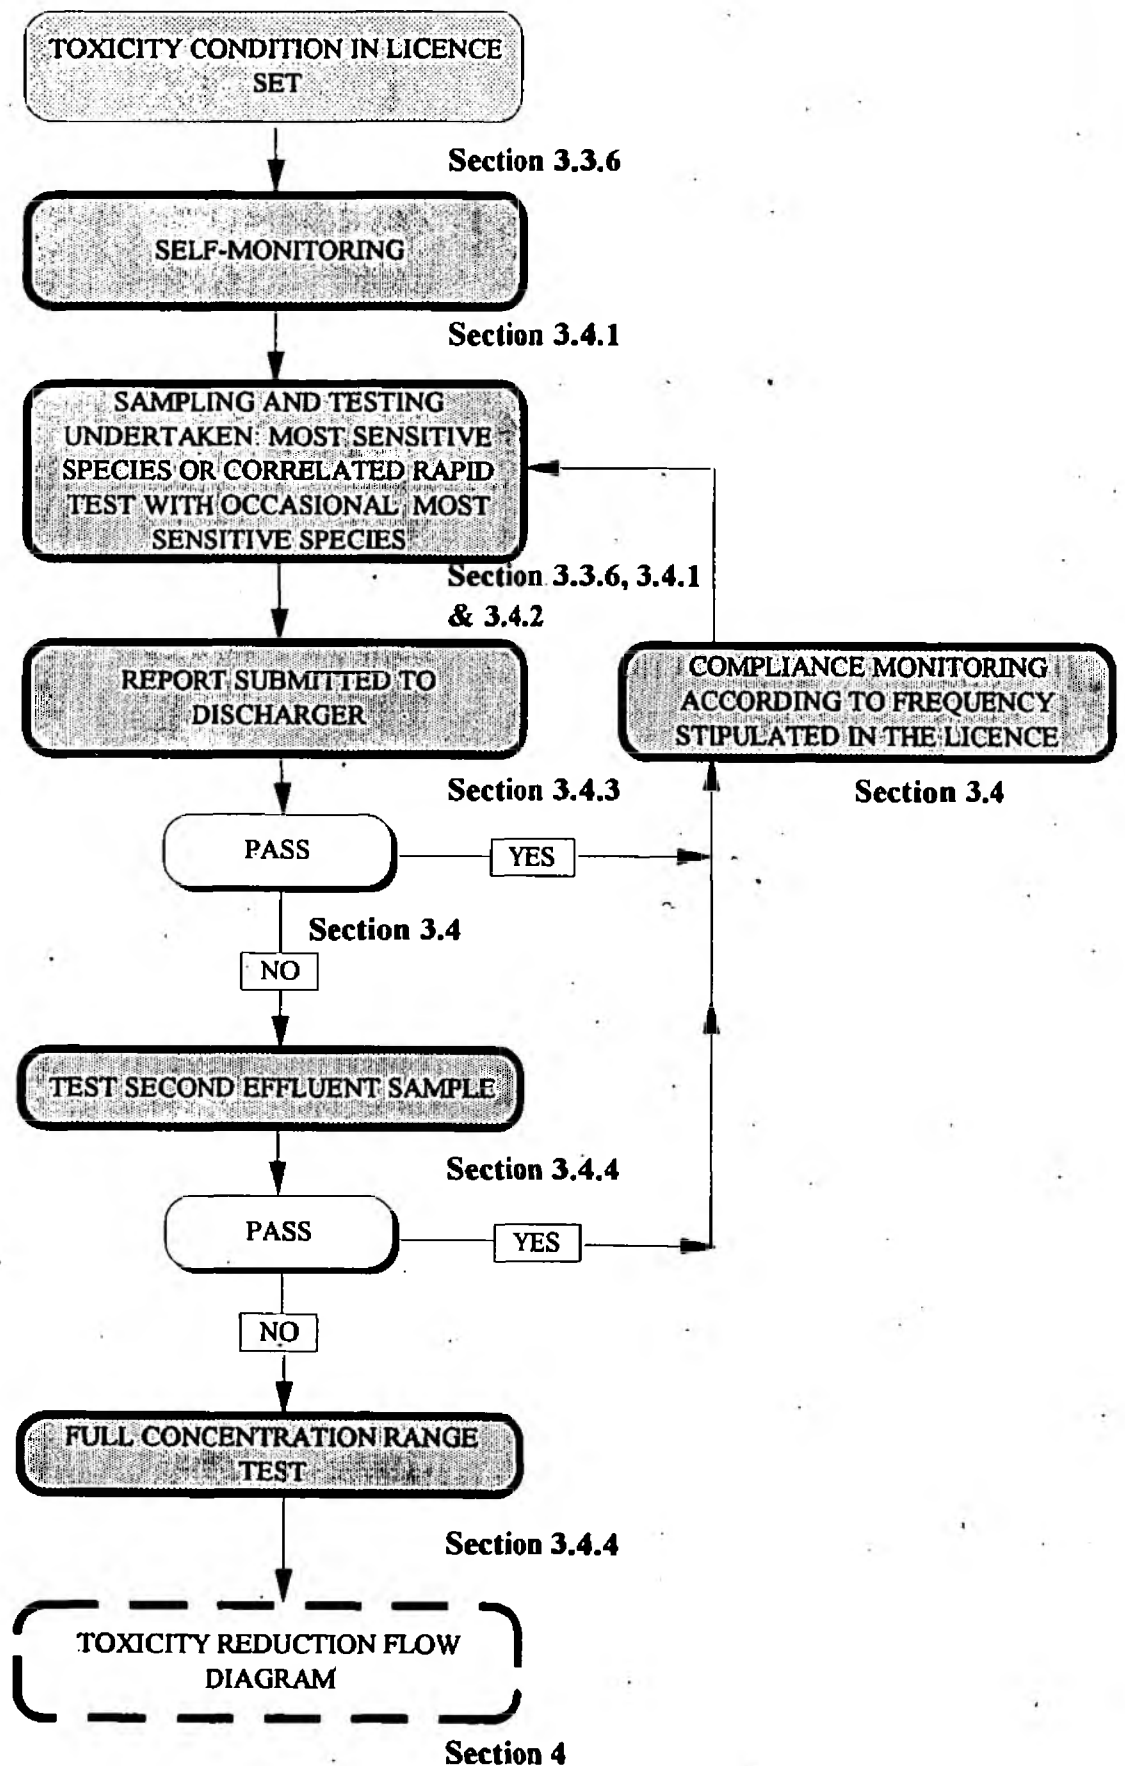 TOXICITY CONDITION IN LICENCE
SET
Section 3.3.6
SELF-MONITORING
Section 3.4.1
SAMPLING AND TESTING
UNDERTAKEN: MOST SENSITIVE
SPECIES OR CORRELATED RAPID
TEST WITH OCCASIONAL MOST
SENSITIVE SPECIES
Section 3.3.6, 3.4.1
& 3.4.2
REPORT SUBMITTED TO
DISCHARGER
COMPLIANCE MONITORING
ACCORDING TO FREQUENCY
STIPULATED IN THE LICENCE
Section 3.4.3
Section 3.4
PASS
YES
Section 3.4
NO
TEST SECOND EFFLUENT SAMPLE
Section 3.4.4
PASS
YES
NO
FULL CONCENTRATION RANGE
TEST
Section 3.4.4
TOXICITY REDUCTION FLOW
DIAGRAM
Section 4